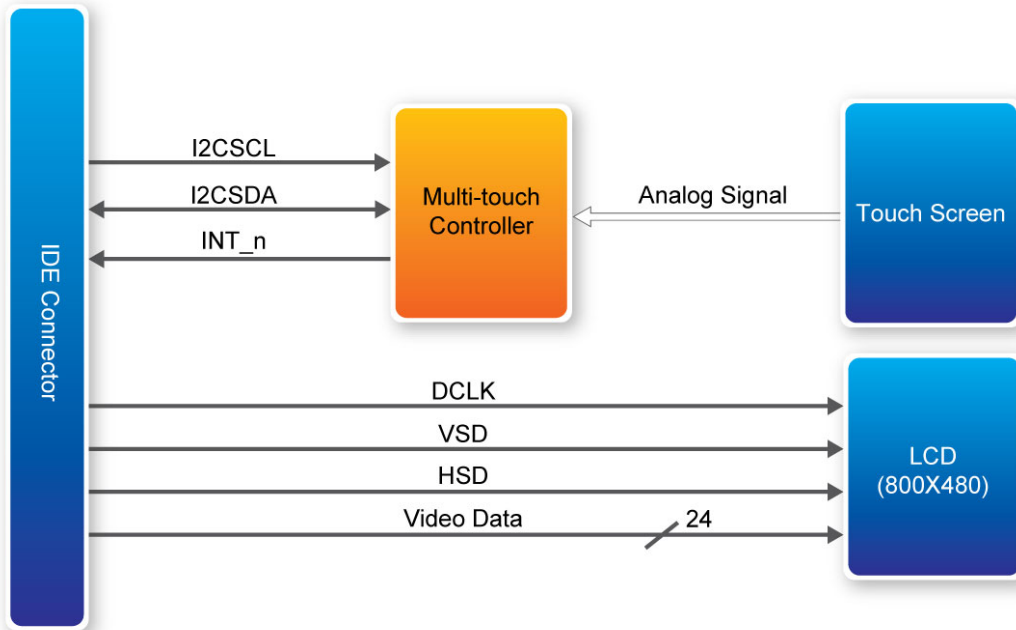 IDE Connector
I2CSCL
I2CSDA
INT_n
Multi-touch
Controller
Analog Signal
Touch Screen
DCLK
VSD
HSD
Video Data
24
LCD
(800X480)